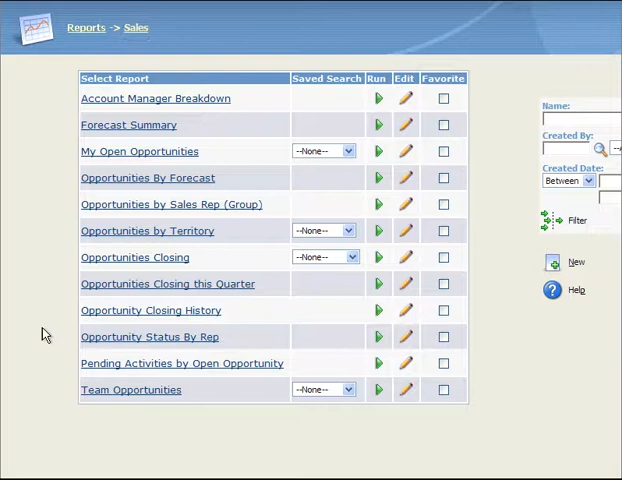 Reports -> Sales
Select Report Saved Search Run Edit Favorite
Account Manager Breakdown
Forecast Summary
My Open Opportunities --None--
Opportunities By Forecast
Opportunities by Sales Rep (Group)
Opportunities by Territory --None--
Opportunities Closing --None--
Opportunities Closing this Quarter
Opportunity Closing History
Opportunity Status By Rep
Pending Activities by Open Opportunity
Team Opportunities --None--
Name:
Created By:
Created Date:
Between
Filter
New
Help